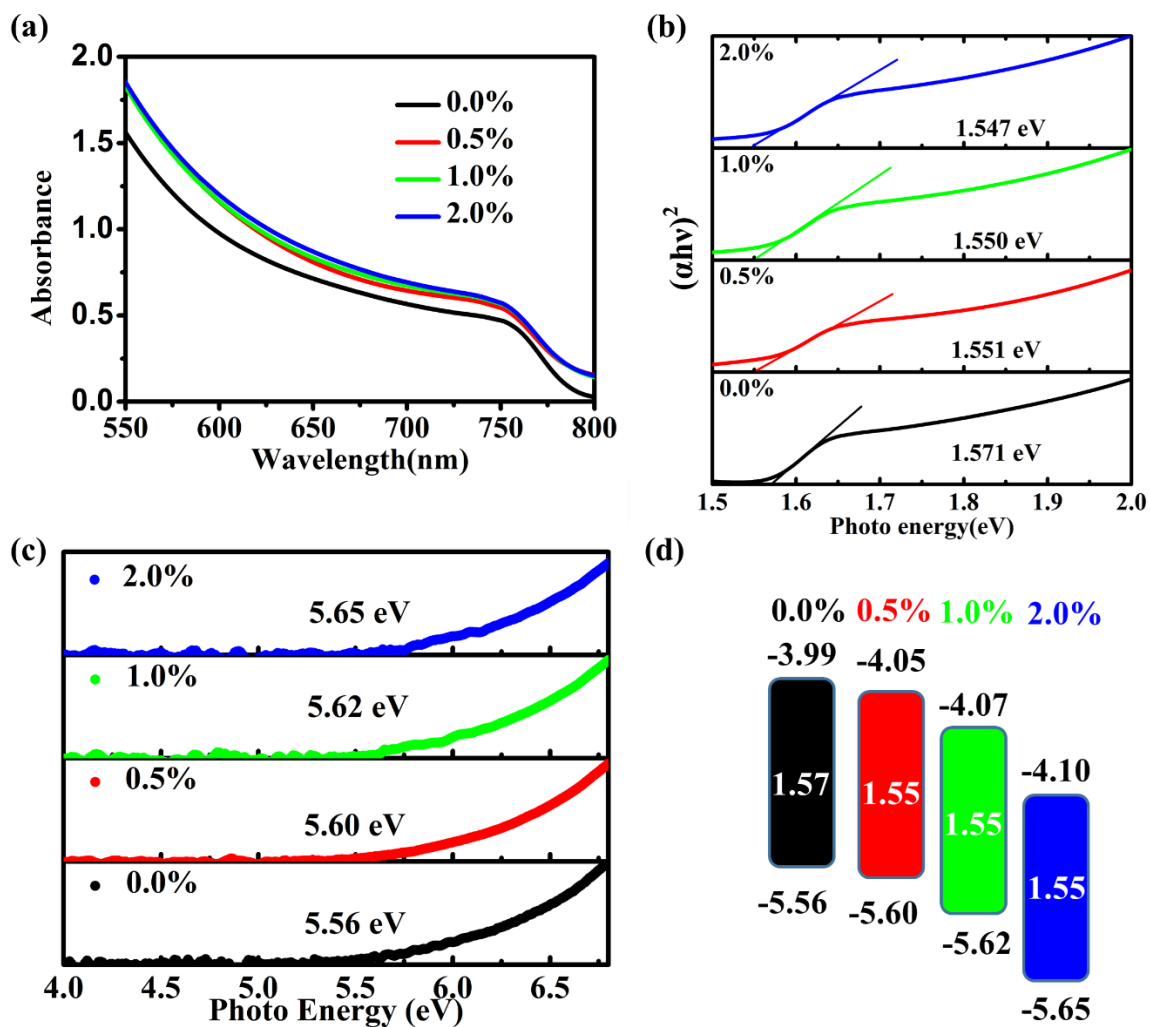 (a)
2.0
1.5
1.0
0.5
0.0
Absorbance
0.0%
0.5%
1.0%
2.0%
550 600 650 700 750 800
Wavelength(nm)
(b)
(αhν)²
2.0%
1.547 eV
1.0%
1.550 eV
0.5%
1.551 eV
0.0%
1.571 eV
1.5 1.6 1.7 1.8 1.9 2.0
Photo energy(eV)
(c)
2.0%
5.65 eV
1.0%
5.62 eV
0.5%
5.60 eV
0.0%
5.56 eV
4.0 4.5 5.0 5.5 6.0 6.5
Photo Energy (eV)
(d)
0.0% 0.5% 1.0% 2.0%
-3.99 -4.05 -4.07 -4.10
1.57 1.55 1.55 1.55
-5.56 -5.60 -5.62 -5.65